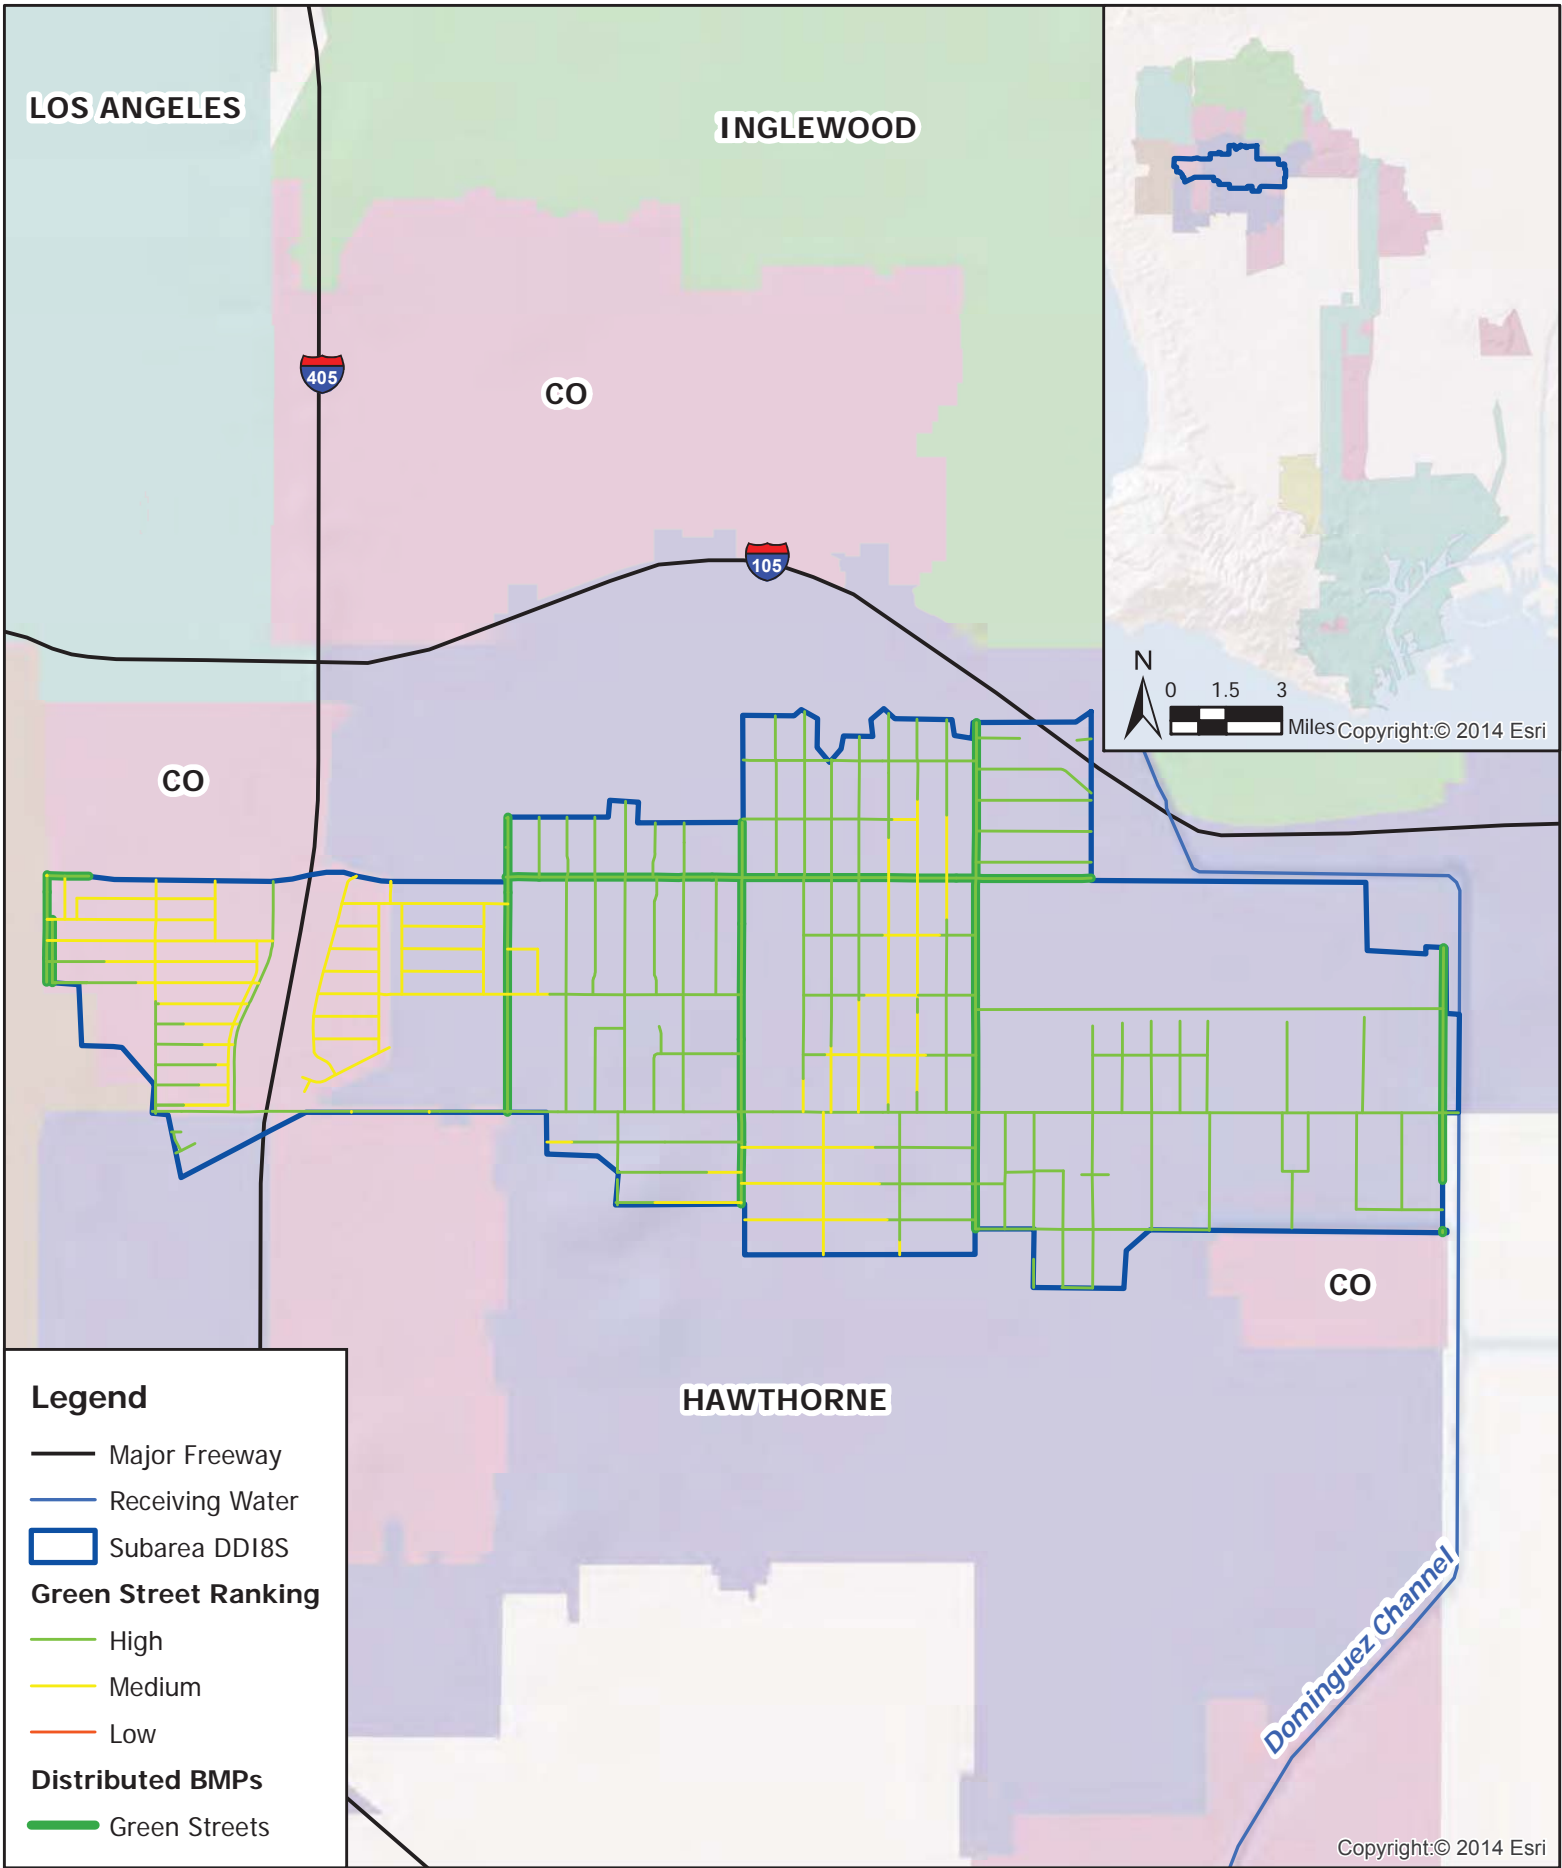 LOS ANGELES
INGLEWOOD
405
CO
105
N
0 1.5 3
Miles
Copyright:© 2014 Esri
CO
CO
HAWTHORNE
Dominguez Channel
Legend
Major Freeway
Receiving Water
Subarea DDI8S
Green Street Ranking
High
Medium
Low
Distributed BMPs
Green Streets
Copyright:© 2014 Esri